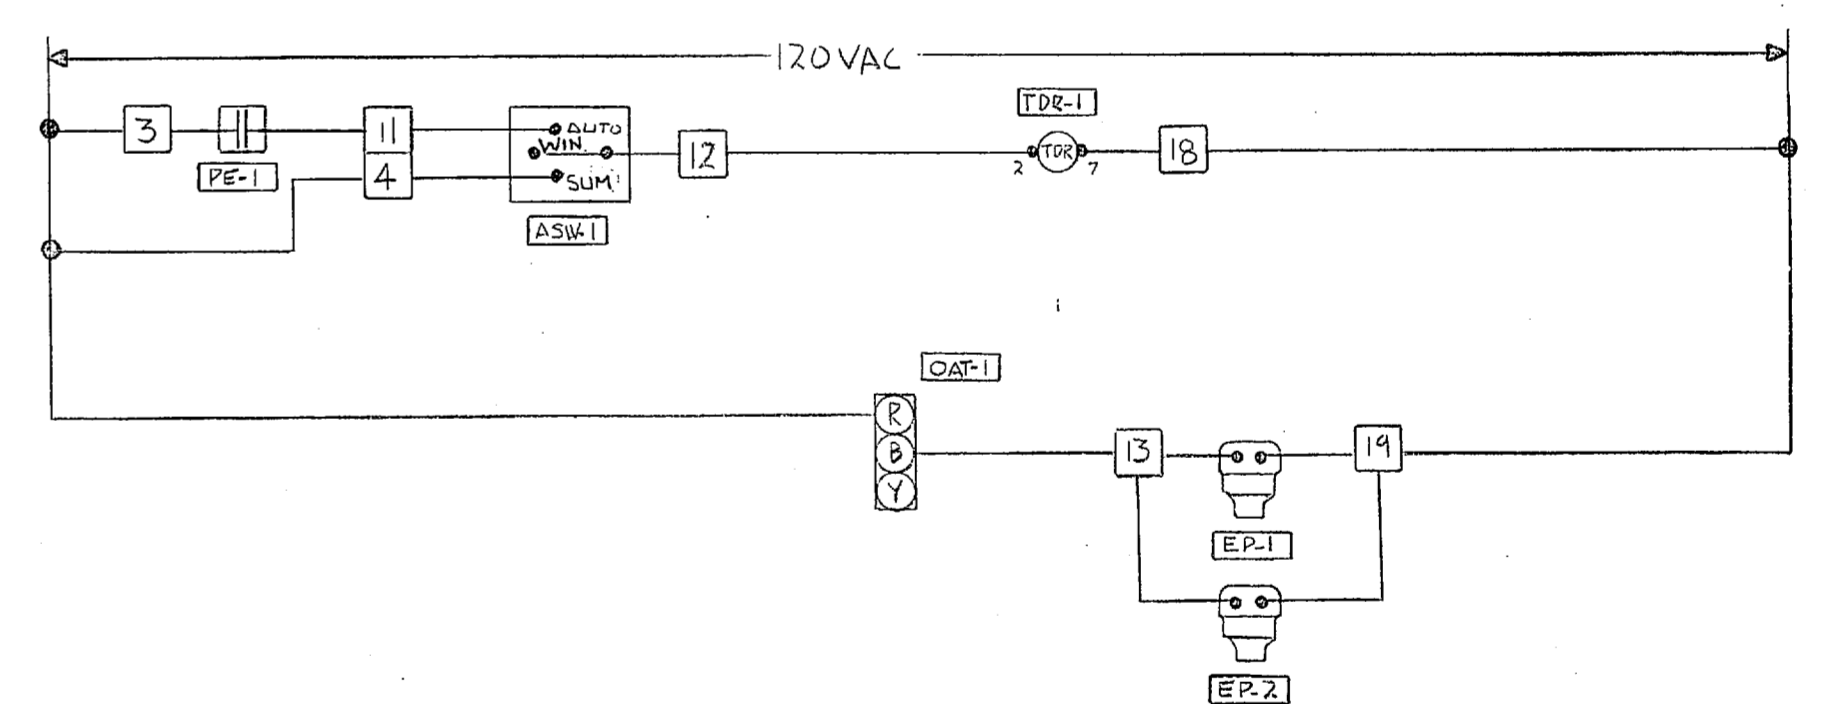 120VAC
TDR-1
3
11
AUTO
WIN.
12
2
TDR
7
18
PE-1
4
SUM
ASW-1
OAT-1
R
B
Y
13
19
EP-1
EP-2